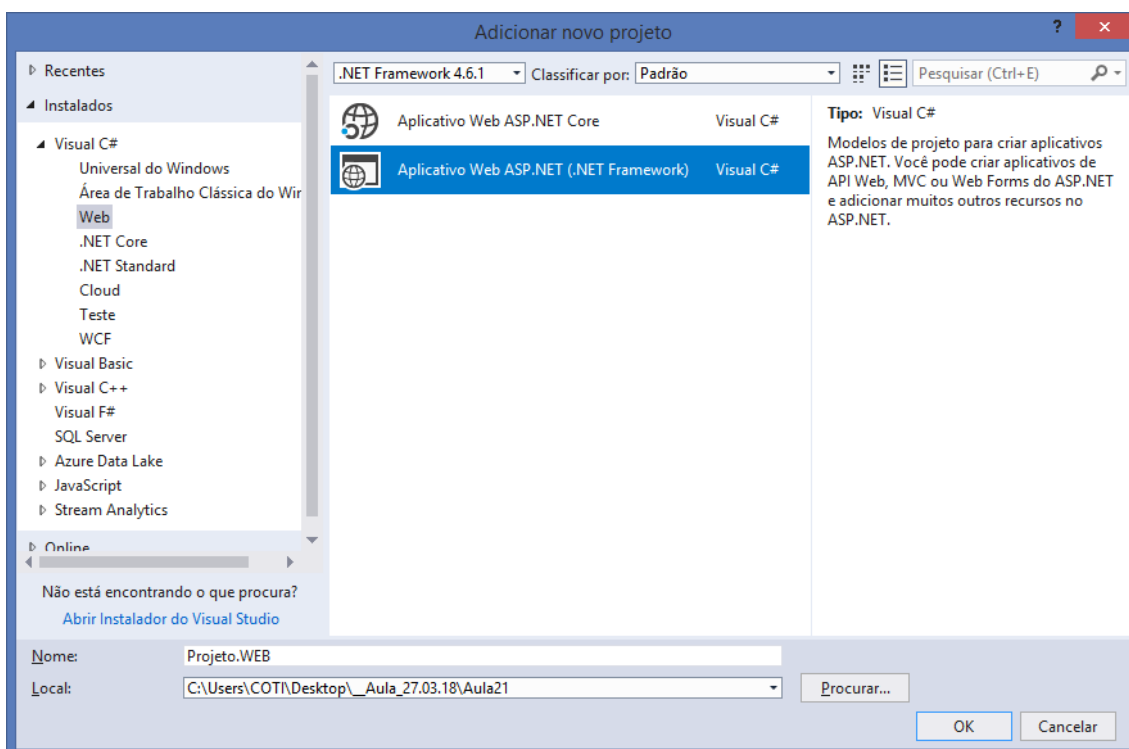 Adicionar novo projeto
?
Recentes
Instalados
Visual C#
Universal do Windows
Área de Trabalho Clássica do Wir
Web
.NET Core
.NET Standard
Cloud
Teste
WCF
Visual Basic
Visual C++
Visual F#
SQL Server
Azure Data Lake
JavaScript
Stream Analytics
Online
Não está encontrando o que procura?
Abrir Instalador do Visual Studio
.NET Framework 4.6.1 Classificar por: Padrão
Pesquisar (Ctrl+E)
Aplicativo Web ASP.NET Core Visual C#
Aplicativo Web ASP.NET (.NET Framework) Visual C#
Tipo: Visual C#
Modelos de projeto para criar aplicativos
ASP.NET. Você pode criar aplicativos de
API Web, MVC ou Web Forms do ASP.NET
e adicionar muitos outros recursos no
ASP.NET.
Nome: Projeto.WEB
Local: C:\Users\COTI\Desktop\__Aula_27.03.18\Aula21
Procurar...
OK Cancelar